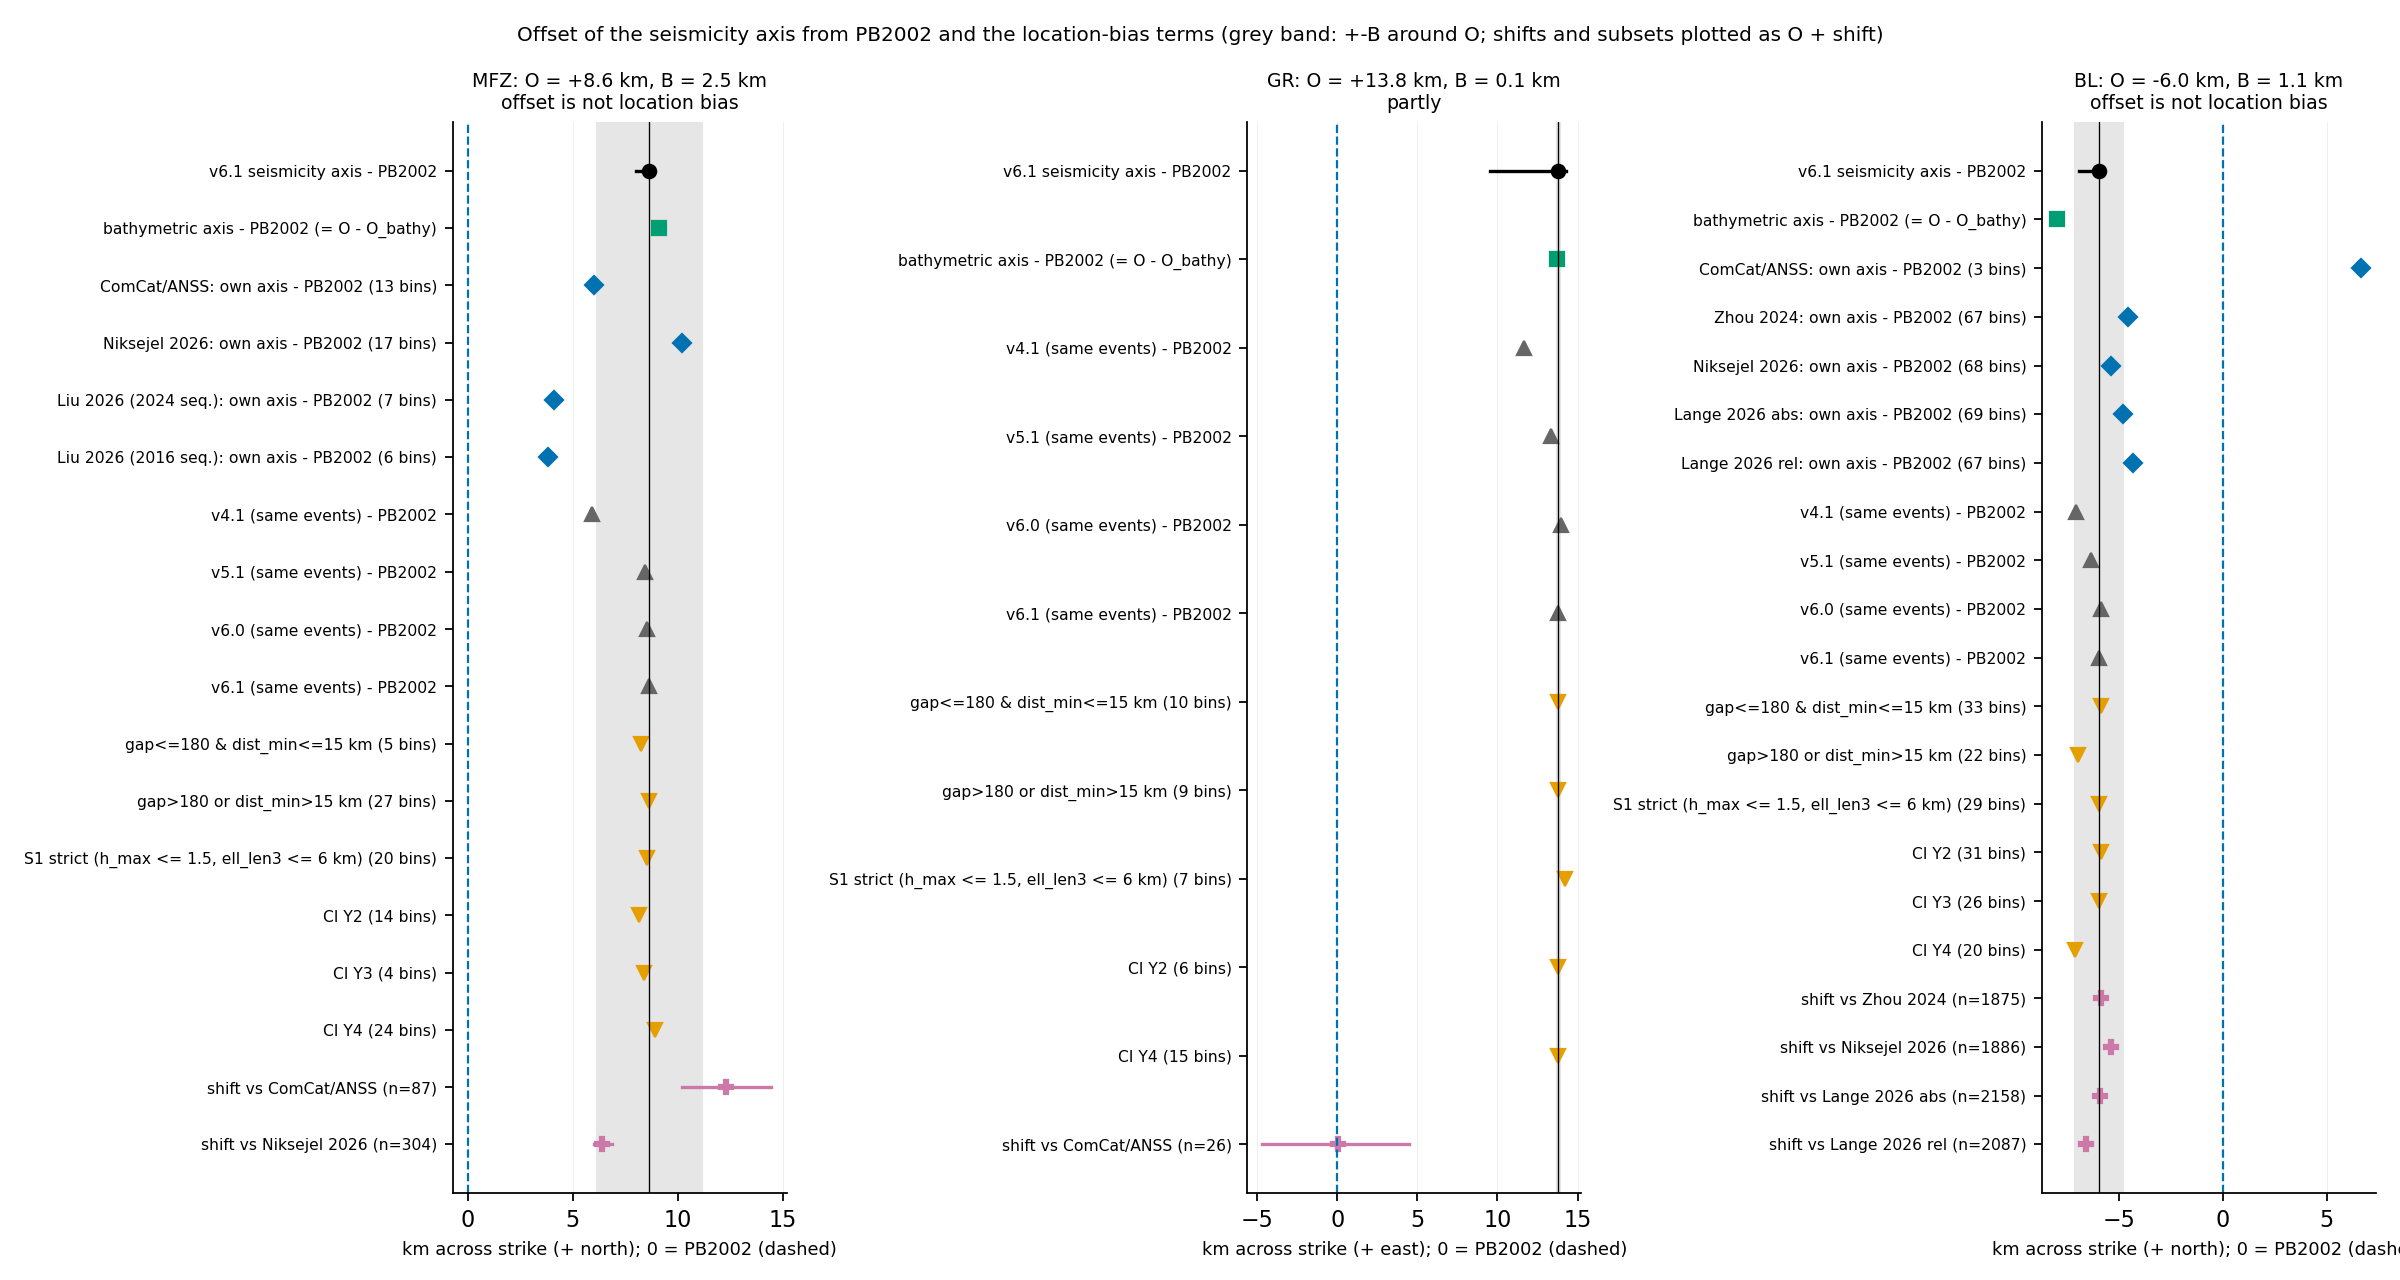 Offset of the seismicity axis from PB2002 and the location-bias terms (grey band: +-B around O; shifts and subsets plotted as O + shift)
MFZ: O = +8.6 km, B = 2.5 km
offset is not location bias
v6.1 seismicity axis - PB2002
bathymetric axis - PB2002 (= O - O_bathy)
ComCat/ANSS: own axis - PB2002 (13 bins)
Niksejel 2026: own axis - PB2002 (17 bins)
Liu 2026 (2024 seq.): own axis - PB2002 (7 bins)
Liu 2026 (2016 seq.): own axis - PB2002 (6 bins)
v4.1 (same events) - PB2002
v5.1 (same events) - PB2002
v6.0 (same events) - PB2002
v6.1 (same events) - PB2002
gap<=180 & dist_min<=15 km (5 bins)
gap>180 or dist_min>15 km (27 bins)
S1 strict (h_max <= 1.5, ell_len3 <= 6 km) (20 bins)
CI Y2 (14 bins)
CI Y3 (4 bins)
CI Y4 (24 bins)
shift vs ComCat/ANSS (n=87)
shift vs Niksejel 2026 (n=304)
0 5 10 15
km across strike (+ north); 0 = PB2002 (dashed)
GR: O = +13.8 km, B = 0.1 km
partly
v6.1 seismicity axis - PB2002
bathymetric axis - PB2002 (= O - O_bathy)
v4.1 (same events) - PB2002
v5.1 (same events) - PB2002
v6.0 (same events) - PB2002
v6.1 (same events) - PB2002
gap<=180 & dist_min<=15 km (10 bins)
gap>180 or dist_min>15 km (9 bins)
S1 strict (h_max <= 1.5, ell_len3 <= 6 km) (7 bins)
CI Y2 (6 bins)
CI Y4 (15 bins)
shift vs ComCat/ANSS (n=26)
−5 0 5 10 15
km across strike (+ east); 0 = PB2002 (dashed)
BL: O = -6.0 km, B = 1.1 km
offset is not location bias
v6.1 seismicity axis - PB2002
bathymetric axis - PB2002 (= O - O_bathy)
ComCat/ANSS: own axis - PB2002 (3 bins)
Zhou 2024: own axis - PB2002 (67 bins)
Niksejel 2026: own axis - PB2002 (68 bins)
Lange 2026 abs: own axis - PB2002 (69 bins)
Lange 2026 rel: own axis - PB2002 (67 bins)
v4.1 (same events) - PB2002
v5.1 (same events) - PB2002
v6.0 (same events) - PB2002
v6.1 (same events) - PB2002
gap<=180 & dist_min<=15 km (33 bins)
gap>180 or dist_min>15 km (22 bins)
S1 strict (h_max <= 1.5, ell_len3 <= 6 km) (29 bins)
CI Y2 (31 bins)
CI Y3 (26 bins)
CI Y4 (20 bins)
shift vs Zhou 2024 (n=1875)
shift vs Niksejel 2026 (n=1886)
shift vs Lange 2026 abs (n=2158)
shift vs Lange 2026 rel (n=2087)
−5 0 5
km across strike (+ north); 0 = PB2002 (dashe